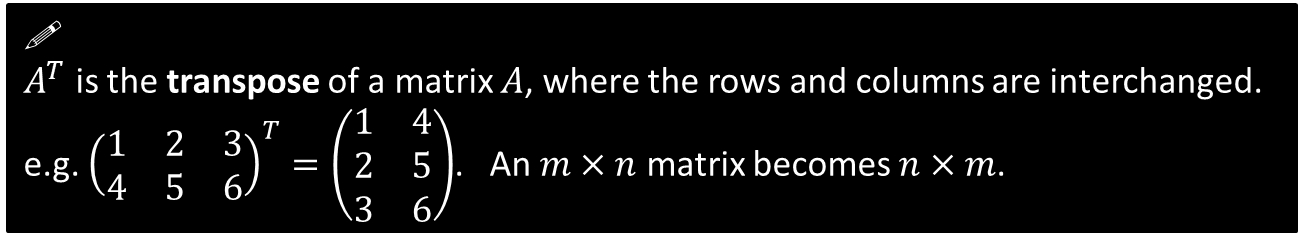 Aᵀ is the transpose of a matrix A, where the rows and columns are interchanged.
e.g. (1 2 3; 4 5 6)ᵀ = (1 4; 2 5; 3 6). An m × n matrix becomes n × m.